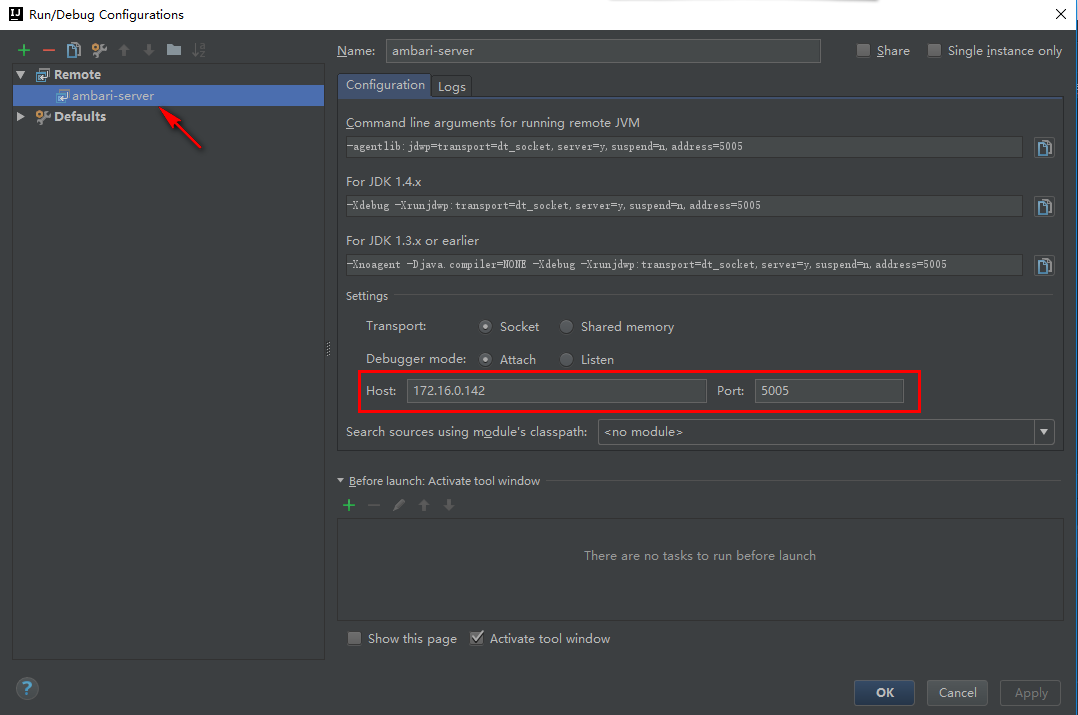 Run/Debug Configurations
Name: ambari-server
Share
Single instance only
Remote
ambari-server
Defaults
Configuration
Logs
Command line arguments for running remote JVM
-agentlib:jdwp=transport=dt_socket,server=y,suspend=n,address=5005
For JDK 1.4.x
-Xdebug -Xrunjdwp:transport=dt_socket,server=y,suspend=n,address=5005
For JDK 1.3.x or earlier
-Xnoagent -Djava.compiler=NONE -Xdebug -Xrunjdwp:transport=dt_socket,server=y,suspend=n,address=5005
Settings
Transport: Socket Shared memory
Debugger mode: Attach Listen
Host: 172.16.0.142 Port: 5005
Search sources using module's classpath: <no module>
Before launch: Activate tool window
There are no tasks to run before launch
Show this page Activate tool window
?
OK Cancel Apply